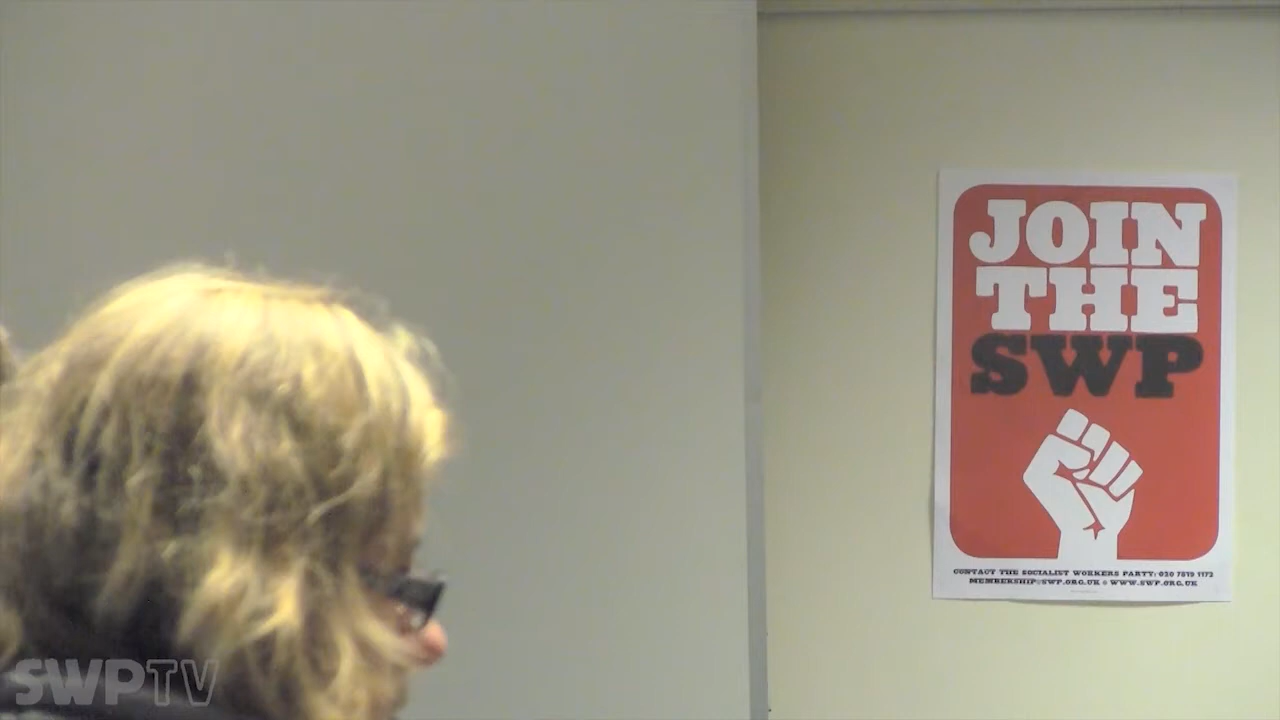 JOIN
THE
SWP
CONTACT THE SOCIALIST WORKERS PARTY: 020 7819 1172
MEMBERSHIP@SWP.ORG.UK • WWW.SWP.ORG.UK
SWPTV